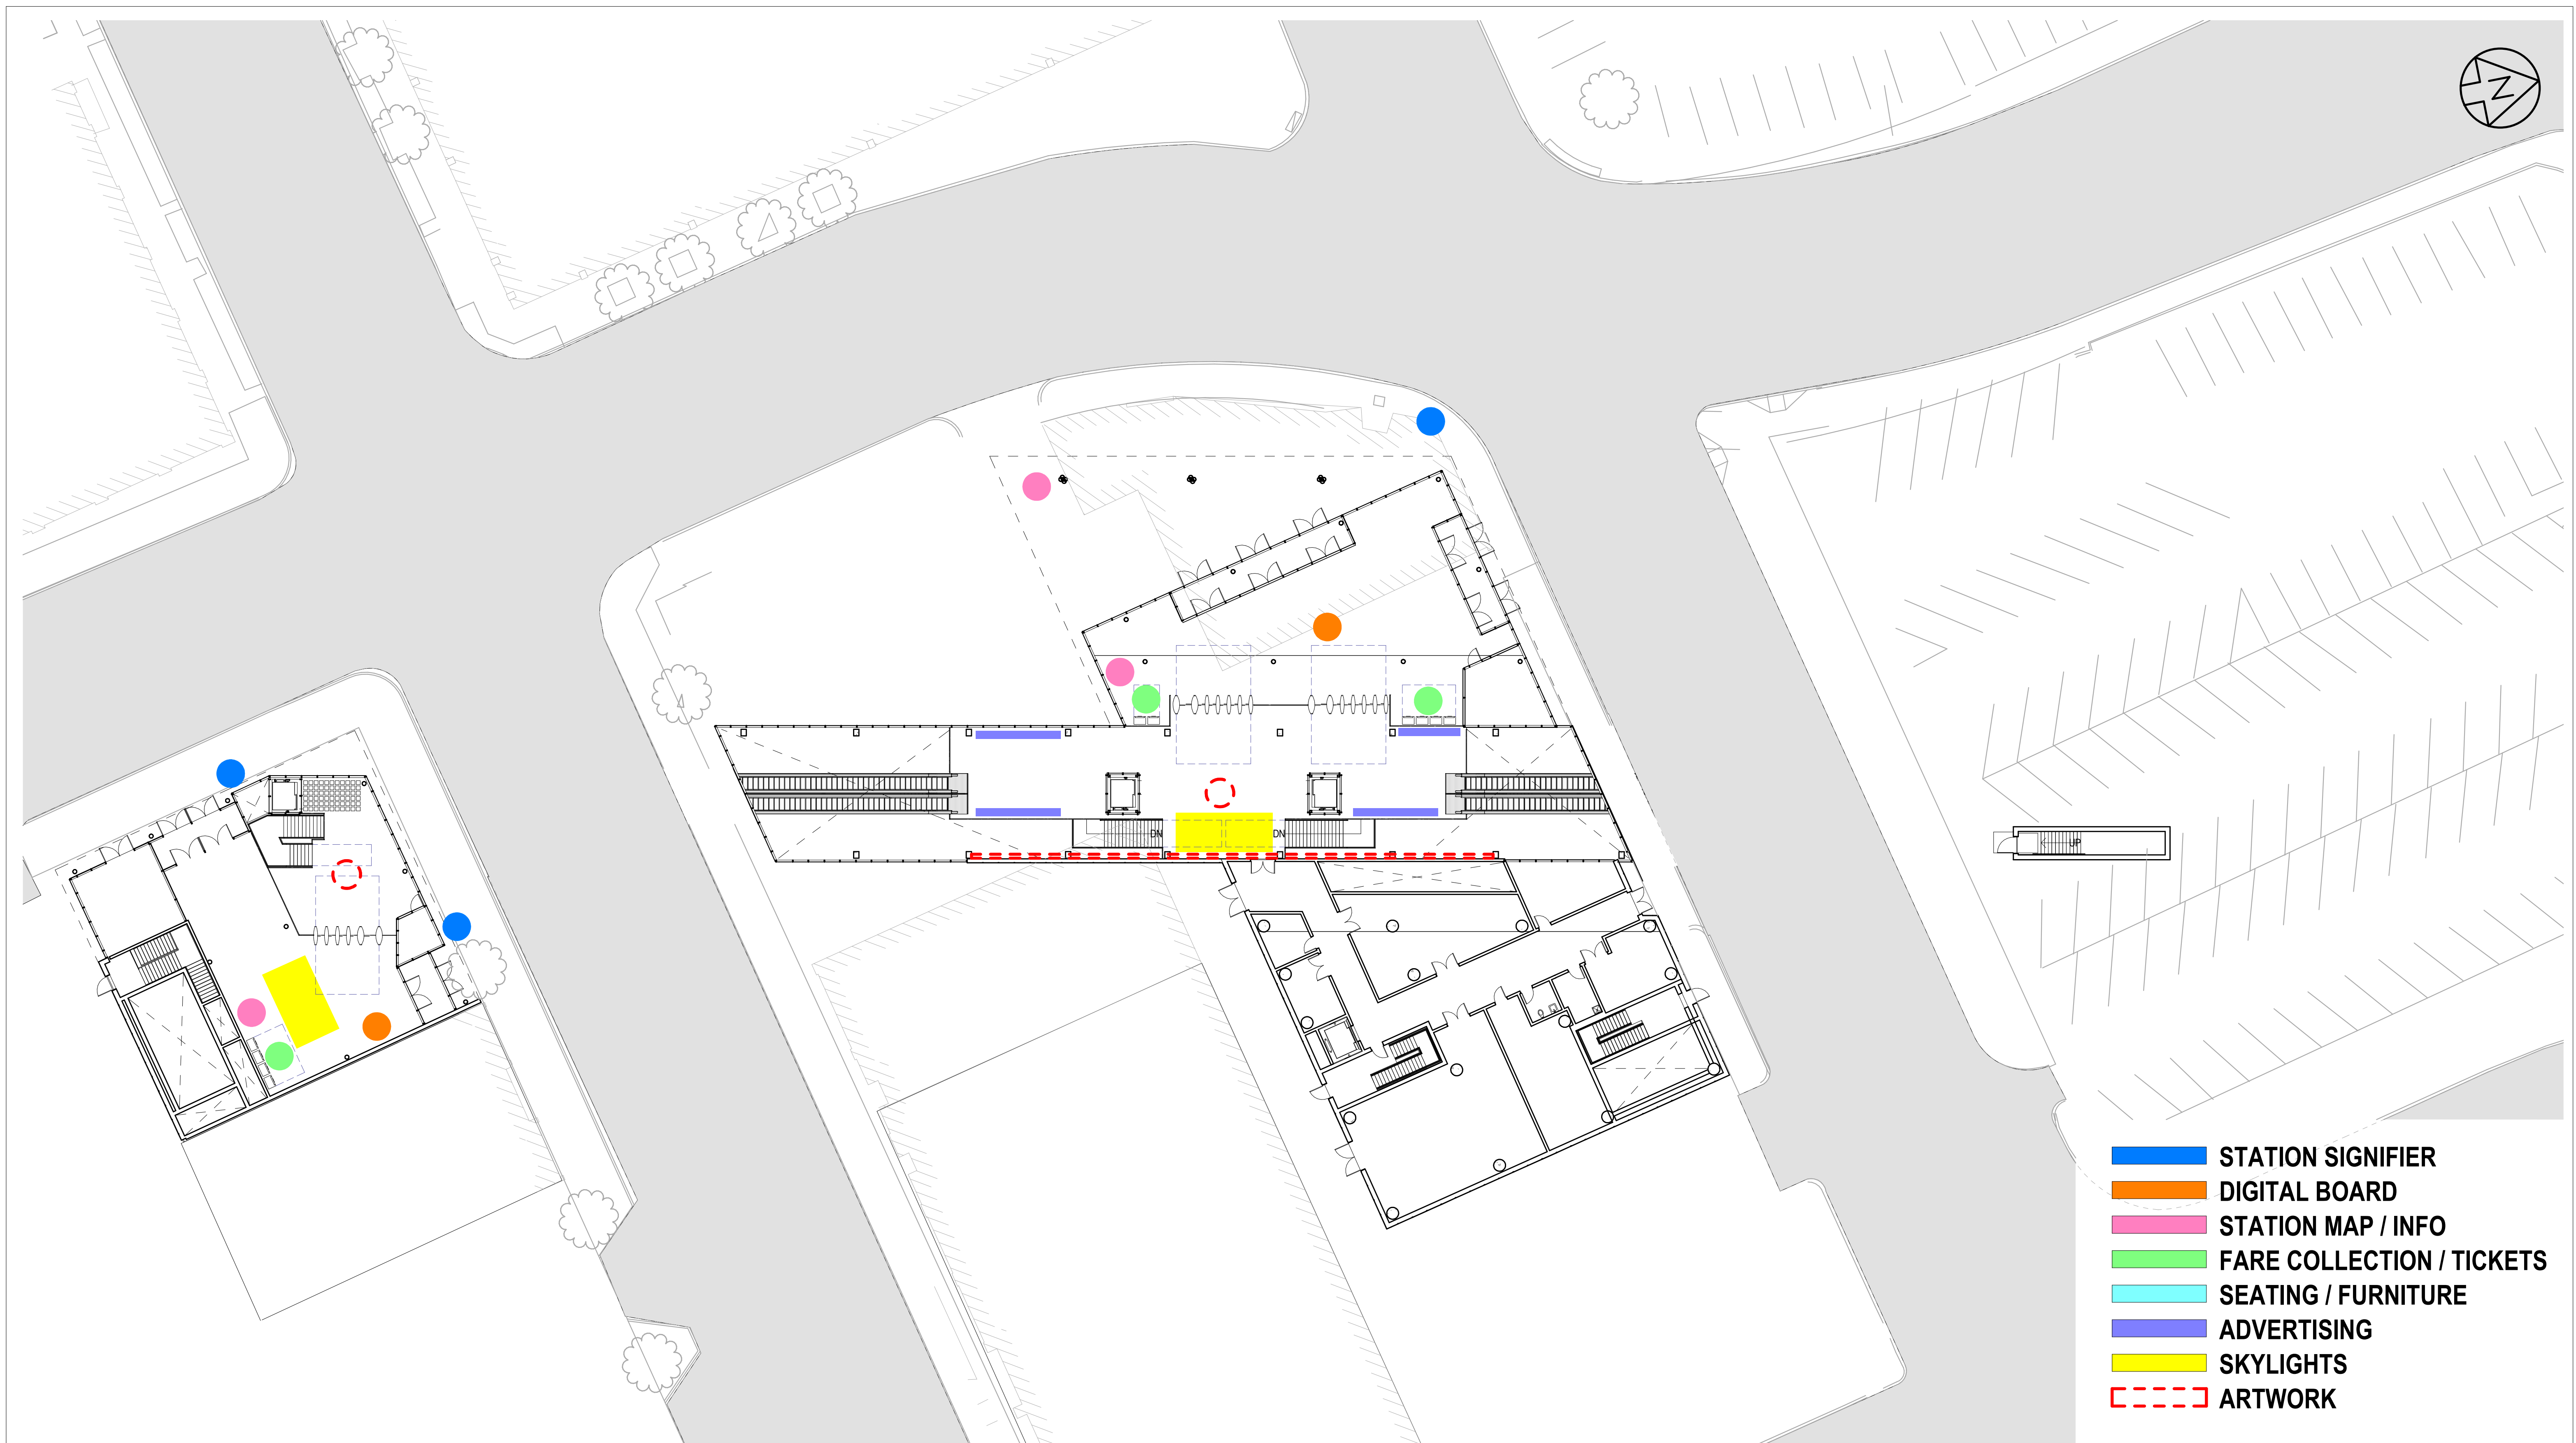 N
DN
DN
UP
STATION SIGNIFIER
DIGITAL BOARD
STATION MAP / INFO
FARE COLLECTION / TICKETS
SEATING / FURNITURE
ADVERTISING
SKYLIGHTS
ARTWORK